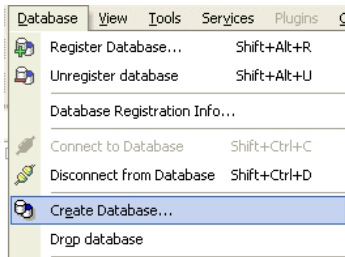 Database View Tools Services Plugins
Register Database... Shift+Alt+R
Unregister database Shift+Alt+U
Database Registration Info...
Connect to Database Shift+Ctrl+C
Disconnect from Database Shift+Ctrl+D
Create Database...
Drop database